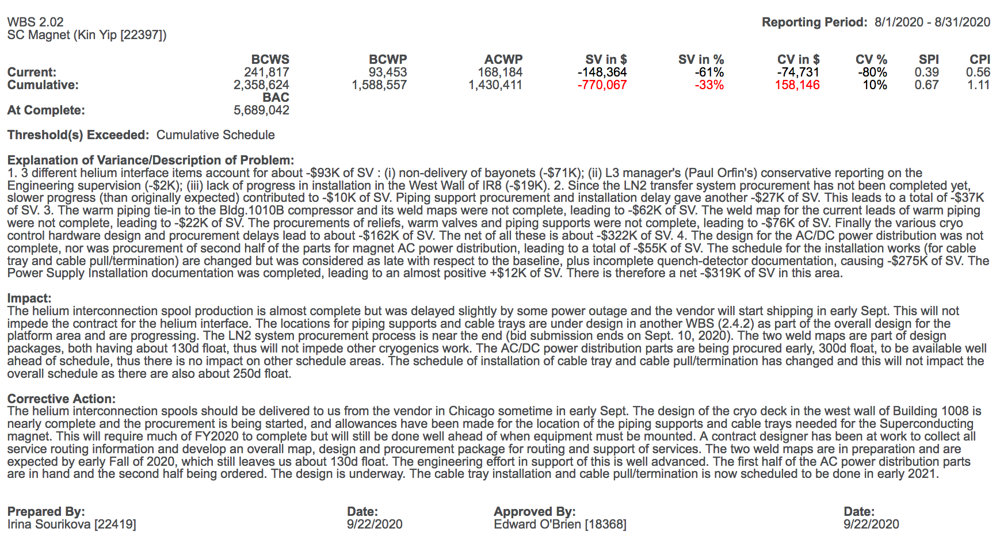 WBS 2.02
SC Magnet (Kin Yip [22397])
Reporting Period: 8/1/2020 - 8/31/2020
BCWS BCWP ACWP SV in $ SV in % CV in $ CV % SPI CPI
Current: 241,817 93,453 168,184 -148,364 -61% -74,731 -80% 0.39 0.56
Cumulative: 2,358,624 1,588,557 1,430,411 -770,067 -33% 158,146 10% 0.67 1.11
BAC
At Complete: 5,689,042
Threshold(s) Exceeded: Cumulative Schedule
Explanation of Variance/Description of Problem:
1. 3 different helium interface items account for about -$93K of SV : (i) non-delivery of bayonets (-$71K); (ii) L3 manager's (Paul Orfin's) conservative reporting on the
Engineering supervision (-$2K); (iii) lack of progress in installation in the West Wall of IR8 (-$19K). 2. Since the LN2 transfer system procurement has not been completed yet,
slower progress (than originally expected) contributed to -$10K of SV. Piping support procurement and installation delay gave another -$27K of SV. This leads to a total of -$37K
of SV. 3. The warm piping tie-in to the Bldg.1010B compressor and its weld maps were not complete, leading to -$62K of SV. The weld map for the current leads of warm piping
were not complete, leading to -$22K of SV. The procurements of reliefs, warm valves and piping supports were not complete, leading to -$76K of SV. Finally the various cryo
control hardware design and procurement delays lead to about -$162K of SV. The net of all these is about -$322K of SV. 4. The design for the AC/DC power distribution was not
complete, nor was procurement of second half of the parts for magnet AC power distribution, leading to a total of -$55K of SV. The schedule for the installation works (for cable
tray and cable pull/termination) are changed but was considered as late with respect to the baseline, plus incomplete quench-detector documentation, causing -$275K of SV. The
Power Supply Installation documentation was completed, leading to an almost positive +$12K of SV. There is therefore a net -$319K of SV in this area.
Impact:
The helium interconnection spool production is almost complete but was delayed slightly by some power outage and the vendor will start shipping in early Sept. This will not
impede the contract for the helium interface. The locations for piping supports and cable trays are under design in another WBS (2.4.2) as part of the overall design for the
platform area and are progressing. The LN2 system procurement process is near the end (bid submission ends on Sept. 10, 2020). The two weld maps are part of design
packages, both having about 130d float, thus will not impede other cryogenics work. The AC/DC power distribution parts are being procured early, 300d float, to be available well
ahead of schedule, thus there is no impact on other schedule areas. The schedule of installation of cable tray and cable pull/termination has changed and this will not impact the
overall schedule as there are also about 250d float.
Corrective Action:
The helium interconnection spools should be delivered to us from the vendor in Chicago sometime in early Sept. The design of the cryo deck in the west wall of Building 1008 is
nearly complete and the procurement is being started, and allowances have been made for the location of the piping supports and cable trays needed for the Superconducting
magnet. This will require much of FY2020 to complete but will still be done well ahead of when equipment must be mounted. A contract designer has been at work to collect all
service routing information and develop an overall map, design and procurement package for routing and support of services. The two weld maps are in preparation and are
expected by early Fall of 2020, which still leaves us about 130d float. The engineering effort in support of this is well advanced. The first half of the AC power distribution parts
are in hand and the second half being ordered. The design is underway. The cable tray installation and cable pull/termination is now scheduled to be done in early 2021.
Prepared By: Date: Approved By: Date:
Irina Sourikova [22419] 9/22/2020 Edward O'Brien [18368] 9/22/2020